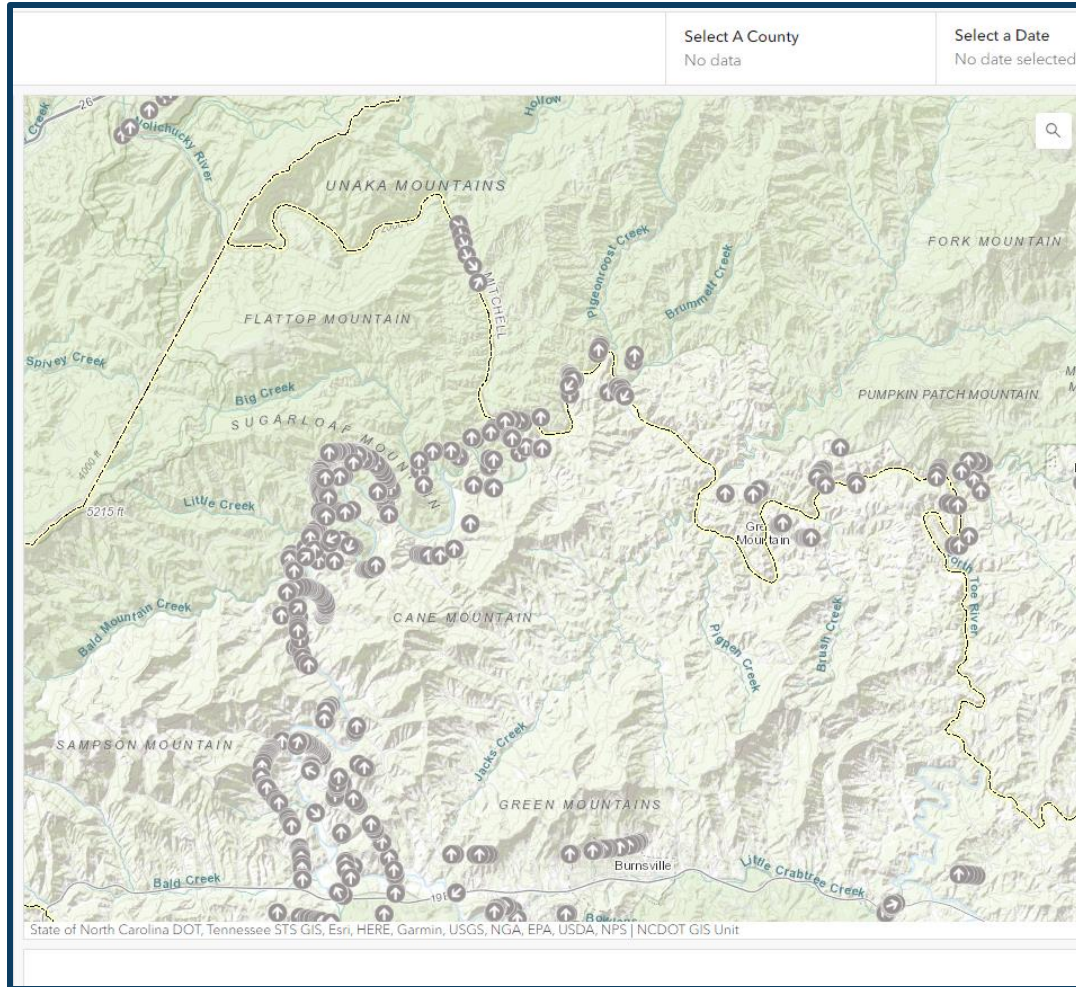 Select A County
No data
Select a Date
No date selected
26
Creek
Hollow
UNAKA MOUNTAINS
FORK MOUNTAIN
Pigeonroost Creek
Brummett Creek
MITCHELL
FLATTOP MOUNTAIN
Spivey Creek
Big Creek
PUMPKIN PATCH MOUNTAIN
SUGARLOAF MOUNTAIN
4000 ft
Little Creek
5215 ft
Mountain
Toe River
Bald Mountain Creek
CANE MOUNTAIN
Pigpen Creek
Brush Creek
SAMPSON MOUNTAIN
Jacks Creek
GREEN MOUNTAINS
Burnsville
Little Crabtree Creek
Bald Creek
19E
State of North Carolina DOT, Tennessee STS GIS, Esri, HERE, Garmin, USGS, NGA, EPA, USDA, NPS | NCDOT GIS Unit